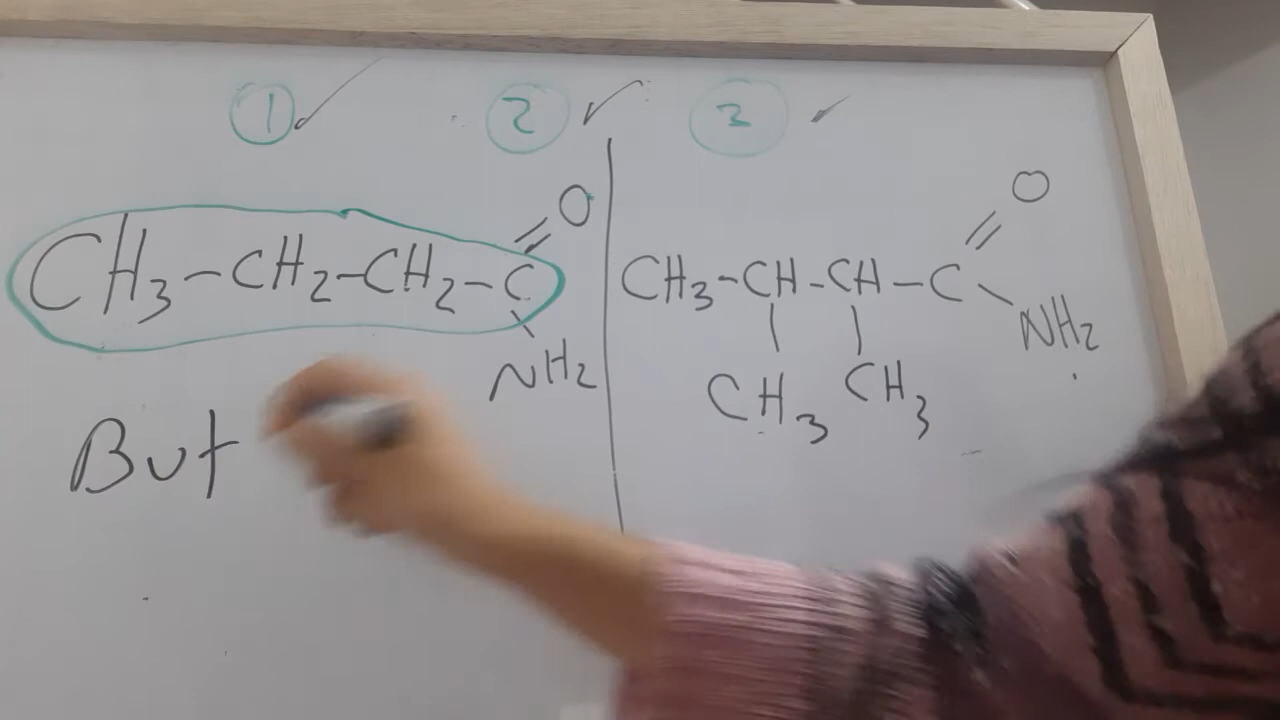 1 2 3
O
CH3-CH2-CH2-C
NH2
But
O
CH3-CH-CH-C
NH2
CH3 CH3